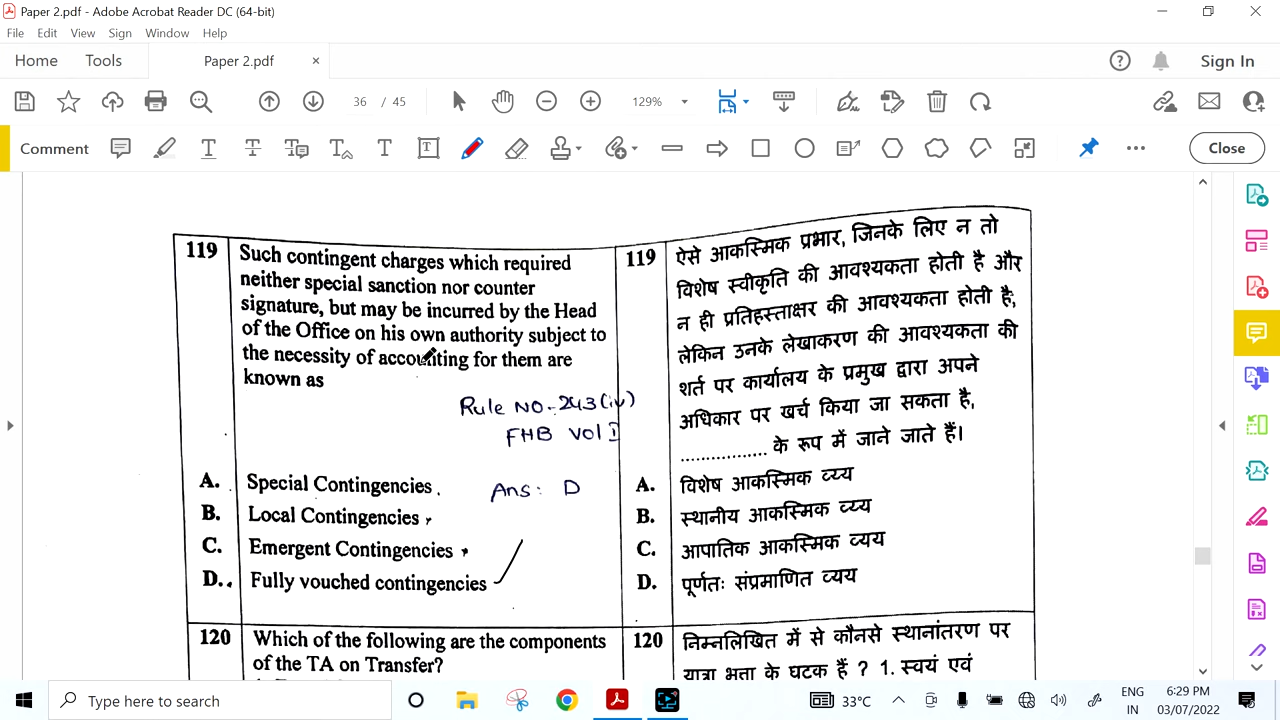 Paper 2.pdf - Adobe Acrobat Reader DC (64-bit)
File Edit View Sign Window Help
Home Tools Paper 2.pdf × Sign In
36 / 45 129%
Comment Close
119 Such contingent charges which required
neither special sanction nor counter
signature, but may be incurred by the Head
of the Office on his own authority subject to
the necessity of accounting for them are
known as
Rule NO.- 243(iv)
FHB Vol I
A. Special Contingencies
Ans: D
B. Local Contingencies
C. Emergent Contingencies
D. Fully vouched contingencies
119 ऐसे आकस्मिक प्रभार, जिनके लिए न तो
विशेष स्वीकृति की आवश्यकता होती है और
न ही प्रतिहस्ताक्षर की आवश्यकता होती है;
लेकिन उनके लेखाकरण की आवश्यकता की
शर्त पर कार्यालय के प्रमुख द्वारा अपने
अधिकार पर खर्च किया जा सकता है,
................. के रूप में जाने जाते हैं।
A. विशेष आकस्मिक व्यय
B. स्थानीय आकस्मिक व्यय
C. आपातिक आकस्मिक व्यय
D. पूर्णतः संप्रमाणित व्यय
120 Which of the following are the components
of the TA on Transfer?
120 निम्नलिखित में से कौनसे स्थानांतरण पर
यात्रा भत्ता के घटक हैं ? 1. स्वयं एवं
Type here to search
33°C
ENG
IN
6:29 PM
03/07/2022